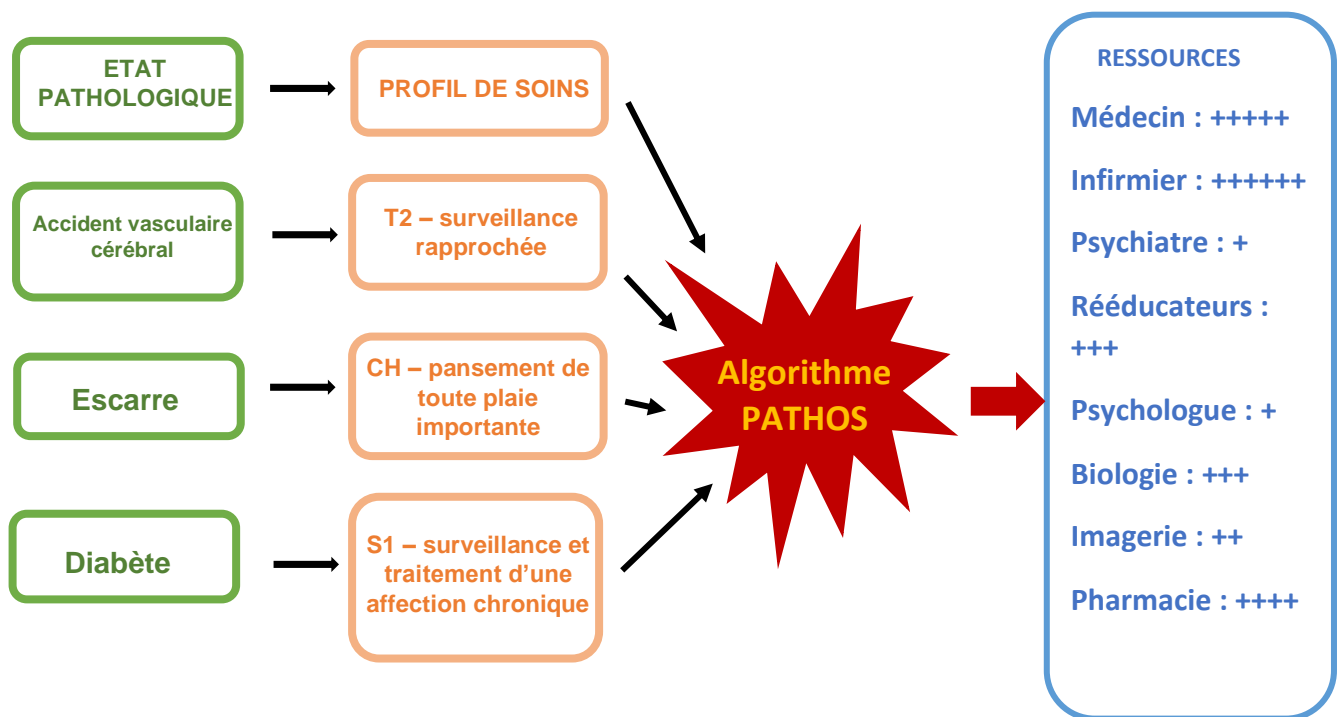 ETAT
PATHOLOGIQUE
PROFIL DE SOINS
Accident vasculaire
cérébral
T2 – surveillance
rapprochée
Escarre
CH – pansement de
toute plaie
importante
Diabète
S1 – surveillance et
traitement d’une
affection chronique
Algorithme
PATHOS
RESSOURCES
Médecin : +++++
Infirmier : ++++++
Psychiatre : +
Rééducateurs :
+++
Psychologue : +
Biologie : +++
Imagerie : ++
Pharmacie : ++++